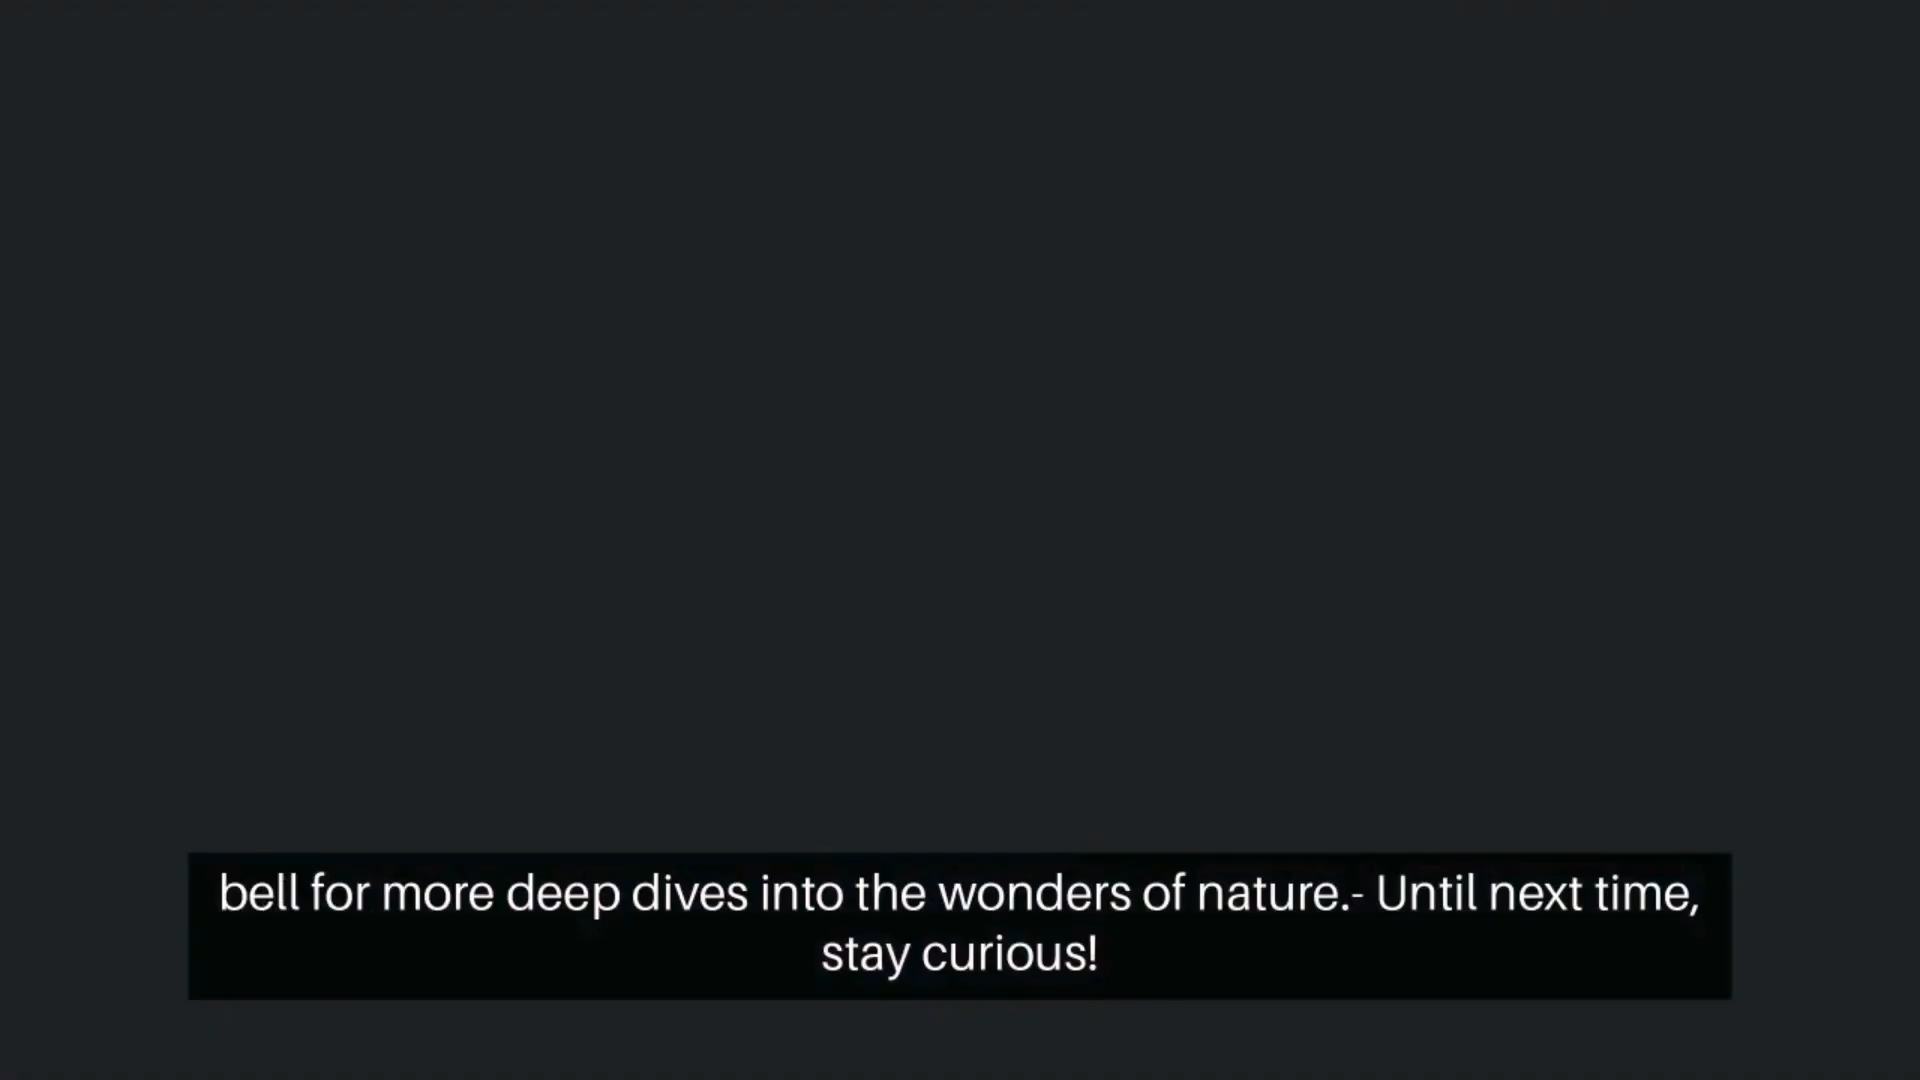 bell for more deep dives into the wonders of nature.- Until next time,
stay curious!